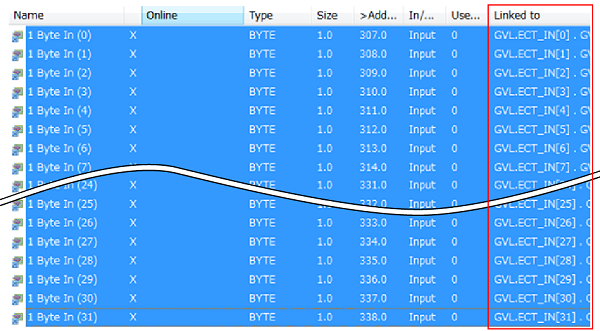 Name Online Type Size >Add... In/... Use... Linked to
1 Byte In (0) X BYTE 1.0 307.0 Input 0 GVL.ECT_IN[0] . G
1 Byte In (1) X BYTE 1.0 308.0 Input 0 GVL.ECT_IN[1] . G
1 Byte In (2) X BYTE 1.0 309.0 Input 0 GVL.ECT_IN[2] . G
1 Byte In (3) X BYTE 1.0 310.0 Input 0 GVL.ECT_IN[3] . G
1 Byte In (4) X BYTE 1.0 311.0 Input 0 GVL.ECT_IN[4] . G
1 Byte In (5) X BYTE 1.0 312.0 Input 0 GVL.ECT_IN[5] . G
1 Byte In (6) X BYTE 1.0 313.0 Input 0 GVL.ECT_IN[6] . G
1 Byte In (7) X BYTE 1.0 314.0 Input 0 GVL.ECT_IN[7] . G
1 Byte In (24) X BYTE 1.0 331.0 Input 0
1 Byte In (25) X BYTE 1.0 332.0 Input 0 GVL.ECT_IN[25] .
1 Byte In (26) X BYTE 1.0 333.0 Input 0 GVL.ECT_IN[26] .
1 Byte In (27) X BYTE 1.0 334.0 Input 0 GVL.ECT_IN[27] .
1 Byte In (28) X BYTE 1.0 335.0 Input 0 GVL.ECT_IN[28] .
1 Byte In (29) X BYTE 1.0 336.0 Input 0 GVL.ECT_IN[29] .
1 Byte In (30) X BYTE 1.0 337.0 Input 0 GVL.ECT_IN[30] .
1 Byte In (31) X BYTE 1.0 338.0 Input 0 GVL.ECT_IN[31] .